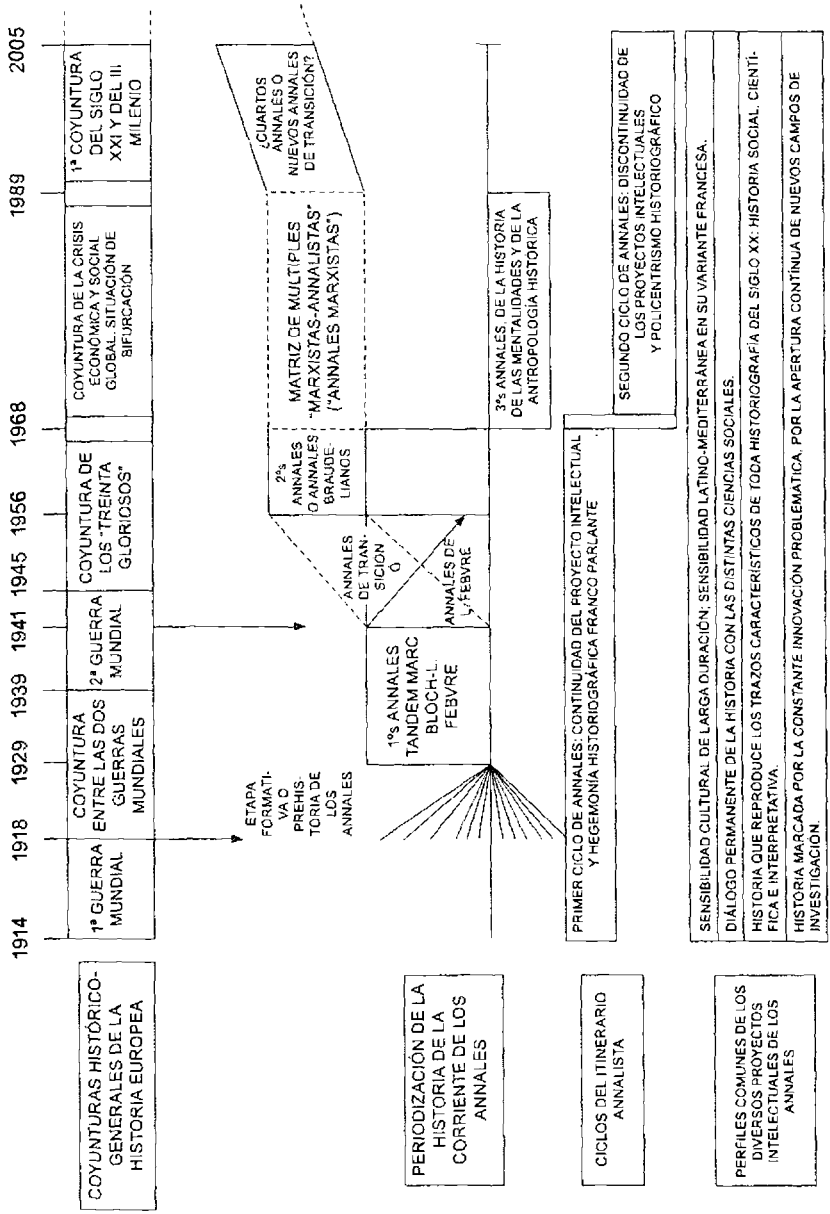 1914
1918
1929
1939
1941
1945
1956
1968
1989
2005
COYUNTURAS HISTÓRICO-
GENERALES DE LA
HISTORIA EUROPEA
1ª GUERRA
MUNDIAL
COYUNTURA
ENTRE LAS DOS
GUERRAS
MUNDIALES
2ª GUERRA
MUNDIAL
COYUNTURA DE
LOS "TREINTA
GLORIOSOS"
COYUNTURA DE LA CRISIS
ECONÓMICA Y SOCIAL
GLOBAL. SITUACIÓN DE
BIFURCACIÓN
1ª COYUNTURA
DEL SIGLO
XXI Y DEL III
MILENIO
PERIODIZACIÓN DE LA
HISTORIA DE LA
CORRIENTE DE LOS
ANNALES
ETAPA
FORMATI-
VA O
PREHIS-
TORIA DE
LOS
ANNALES
1ºs ANNALES
TANDEM MARC
BLOCH-L.
FEBVRE
ANNALES
DE TRAN-
SICION
O
ANNALES DE
L. FEBVRE
2ºs
ANNALES
O ANNALES
BRAUDE-
LIANOS
MATRIZ DE MULTIPLES
"MARXISTAS-ANNALISTAS"
("ANNALES MARXISTAS")
3ºs ANNALES, DE LA HISTORIA
DE LAS MENTALIDADES Y DE LA
ANTROPOLOGÍA HISTORICA
¿CUARTOS
ANNALES O
NUEVOS ANNALES
DE TRANSICIÓN?
CICLOS DEL ITINERARIO
ANNALISTA
PRIMER CICLO DE ANNALES: CONTINUIDAD DEL PROYECTO INTELECTUAL
Y HEGEMONÍA HISTORIOGRÁFICA FRANCO PARLANTE
SEGUNDO CICLO DE ANNALES: DISCONTINUIDAD DE
LOS PROYECTOS INTELECTUALES
Y POLICENTRISMO HISTORIOGRÁFICO
PERFILES COMUNES DE LOS
DIVERSOS PROYECTOS
INTELECTUALES DE LOS
ANNALES
SENSIBILIDAD CULTURAL DE LARGA DURACIÓN; SENSIBILIDAD LATINO-MEDITERRÁNEA EN SU VARIANTE FRANCESA.
DIÁLOGO PERMANENTE DE LA HISTORIA CON LAS DISTINTAS CIENCIAS SOCIALES.
HISTORIA QUE REPRODUCE LOS TRAZOS CARACTERÍSTICOS DE TODA HISTORIOGRAFÍA DEL SIGLO XX: HISTORIA SOCIAL, CIENTÍ-
FICA E INTERPRETATIVA.
HISTORIA MARCADA POR LA CONSTANTE INNOVACIÓN PROBLEMATICA, POR LA APERTURA CONTÍNUA DE NUEVOS CAMPOS DE
INVESTIGACIÓN.